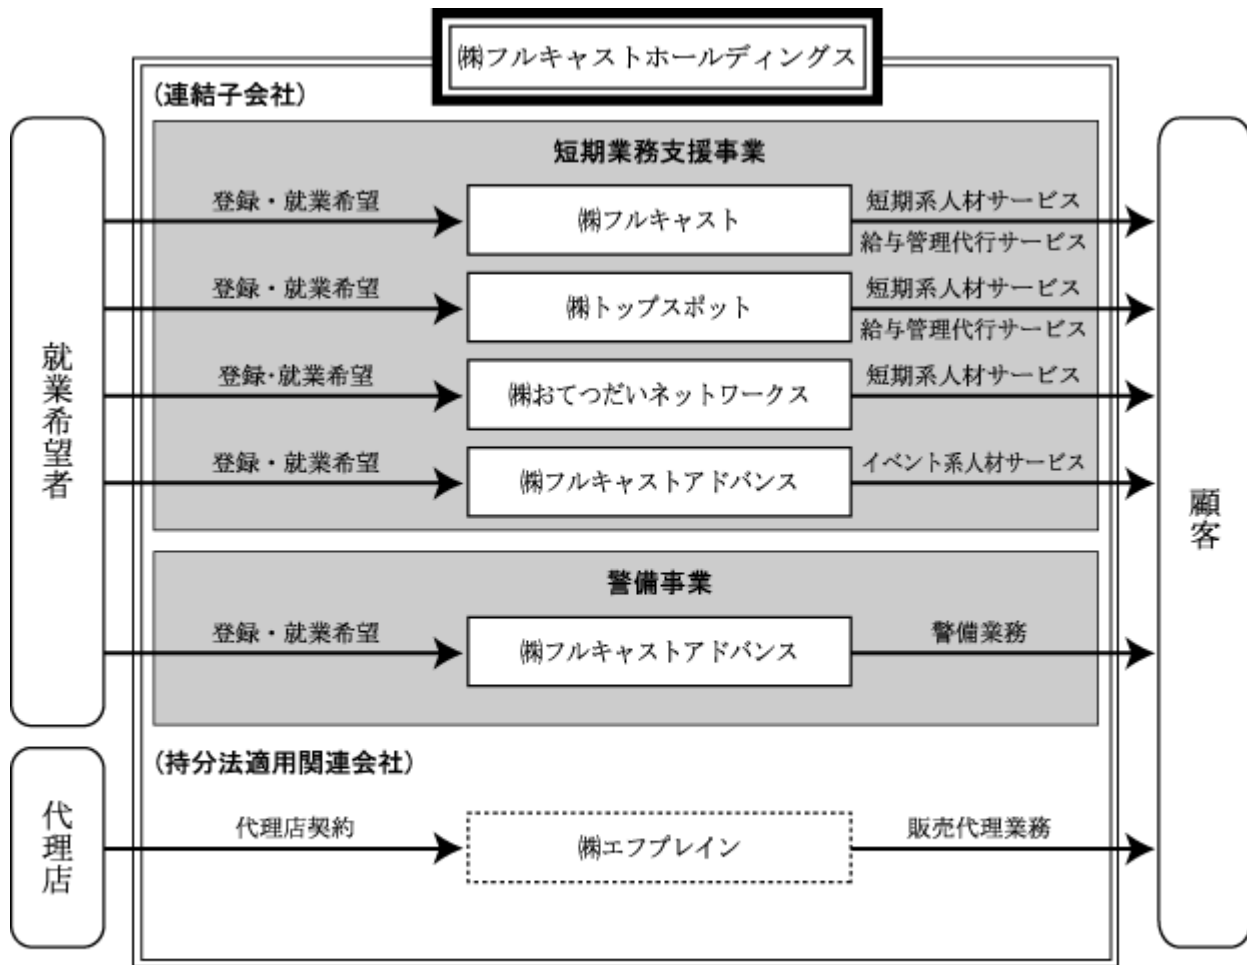 ㈱フルキャストホールディングス
(連結子会社)
短期業務支援事業
登録・就業希望
㈱フルキャスト
短期系人材サービス
給与管理代行サービス
登録・就業希望
㈱トップスポット
短期系人材サービス
給与管理代行サービス
登録・就業希望
㈱おてつだいネットワークス
短期系人材サービス
登録・就業希望
㈱フルキャストアドバンス
イベント系人材サービス
就業希望者
顧客
警備事業
登録・就業希望
㈱フルキャストアドバンス
警備業務
(持分法適用関連会社)
代理店
代理店契約
㈱エフプレイン
販売代理業務